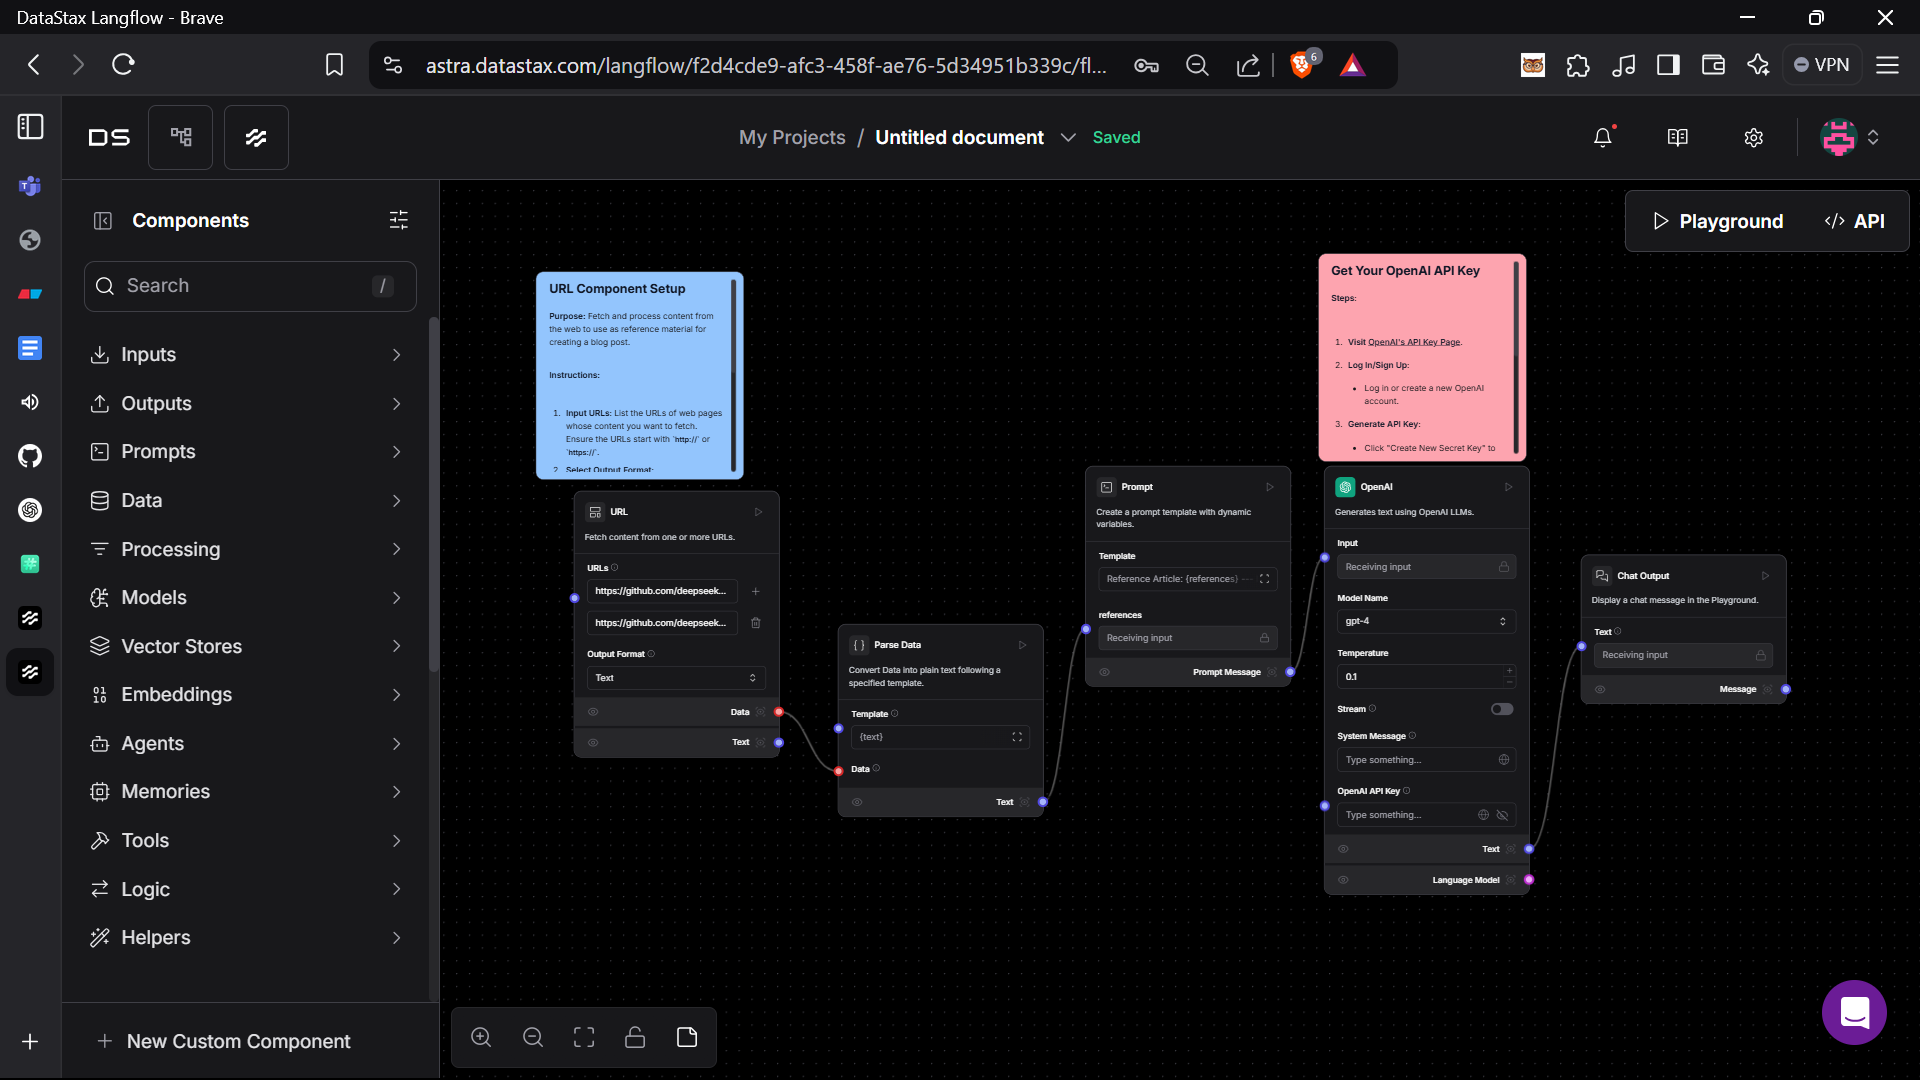 DataStax Langflow - Brave
astra.datastax.com/langflow/f2d4cde9-afc3-458f-ae76-5d34951b339c/fl...
6
VPN
DS
My Projects / Untitled document
Saved
Components
Search /
Inputs
Outputs
Prompts
Data
Processing
Models
Vector Stores
Embeddings
Agents
Memories
Tools
Logic
Helpers
New Custom Component
Playground
API
URL Component Setup
Purpose: Fetch and process content from
the web to use as reference material for
creating a blog post.
Instructions:
1. Input URLs: List the URLs of web pages
whose content you want to fetch.
Ensure the URLs start with `http://` or
`https://`.
2. Select Output Format:
URL
Fetch content from one or more URLs.
URLs
https://github.com/deepseek...
https://github.com/deepseek...
Output Format
Text
Data
Text
Parse Data
Convert Data into plain text following a
specified template.
Template
{text}
Data
Text
Prompt
Create a prompt template with dynamic
variables.
Template
Reference Article: {references}
references
Receiving input
Prompt Message
Get Your OpenAI API Key
Steps:
1. Visit OpenAI's API Key Page.
2. Log In/Sign Up:
• Log in or create a new OpenAI
account.
3. Generate API Key:
• Click "Create New Secret Key" to
OpenAI
Generates text using OpenAI LLMs.
Input
Receiving input
Model Name
gpt-4
Temperature
0.1
Stream
System Message
Type something...
OpenAI API Key
Type something...
Text
Language Model
Chat Output
Display a chat message in the Playground.
Text
Receiving input
Message